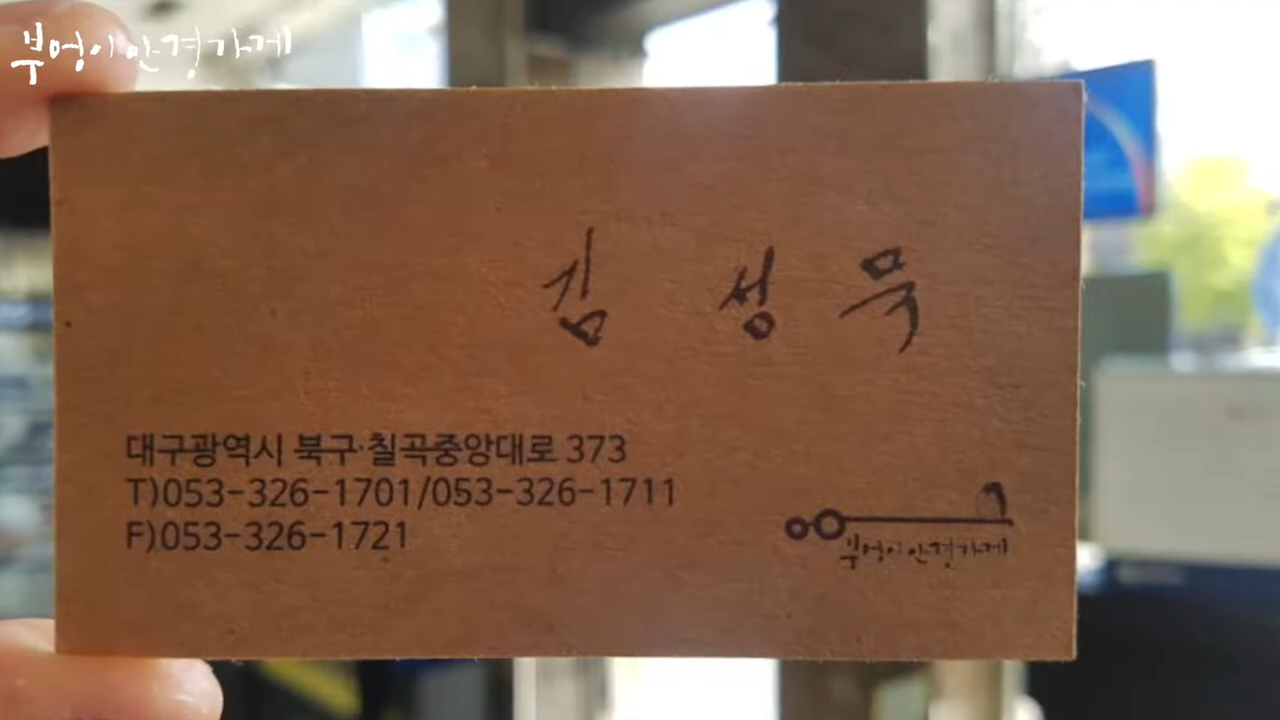 부엉이안경가게
김 성 묵
대구광역시 북구 칠곡중앙대로 373
T)053-326-1701/053-326-1711
F)053-326-1721
부엉이안경가게